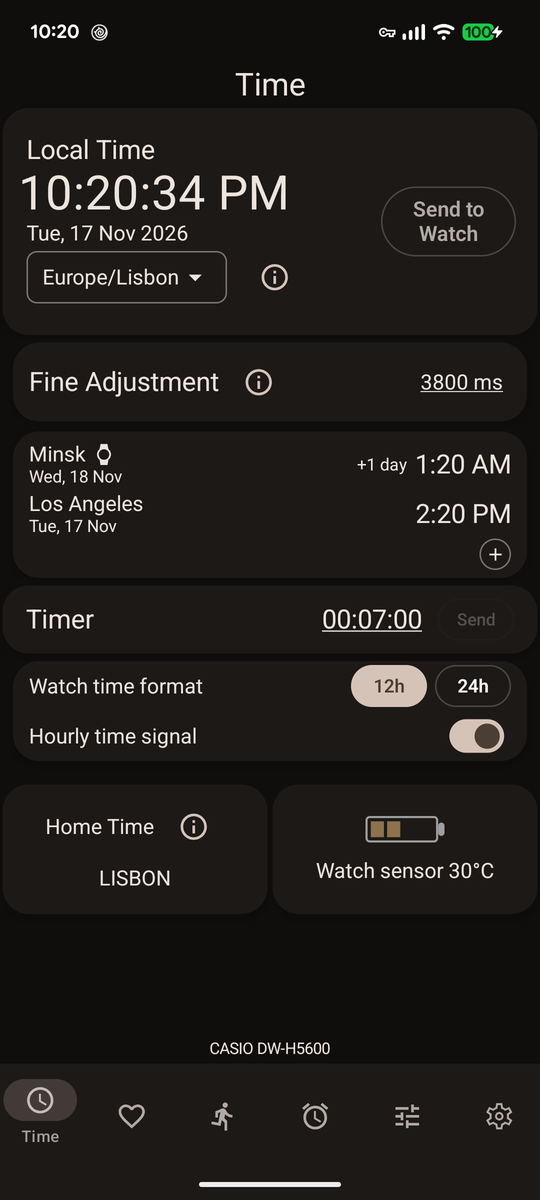 10:20
100
Time
Local Time
10:20:34 PM
Tue, 17 Nov 2026
Send to
Watch
Europe/Lisbon
Fine Adjustment
3800 ms
Minsk
Wed, 18 Nov
+1 day 1:20 AM
Los Angeles
Tue, 17 Nov
2:20 PM
Timer
00:07:00
Send
Watch time format
12h
24h
Hourly time signal
Home Time
LISBON
Watch sensor 30°C
CASIO DW-H5600
Time